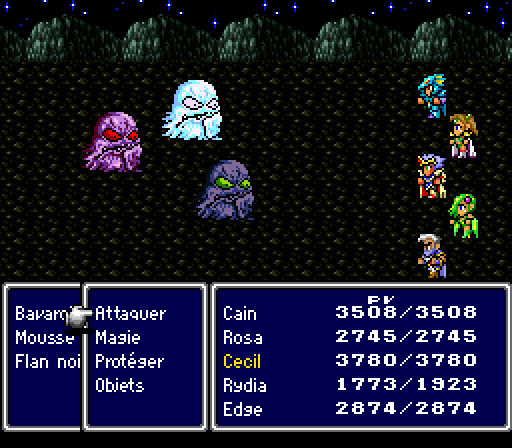 PV
Bavaro Attaquer Cain 3508/3508
Mousse Magie Rosa 2745/2745
Flan noi Protéger Cecil 3780/3780
Objets Rydia 1773/1923
Edge 2874/2874